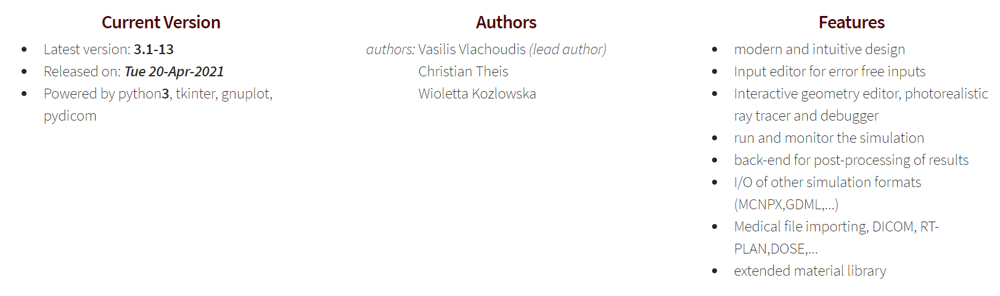 Current Version
• Latest version: 3.1-13
• Released on: Tue 20-Apr-2021
• Powered by python3, tkinter, gnuplot,
pydicom
Authors
authors: Vasilis Vlachoudis (lead author)
Christian Theis
Wioletta Kozlowska
Features
• modern and intuitive design
• Input editor for error free inputs
• Interactive geometry editor, photorealistic
ray tracer and debugger
• run and monitor the simulation
• back-end for post-processing of results
• I/O of other simulation formats
(MCNPX,GDML,...)
• Medical file importing, DICOM, RT-
PLAN,DOSE,...
• extended material library